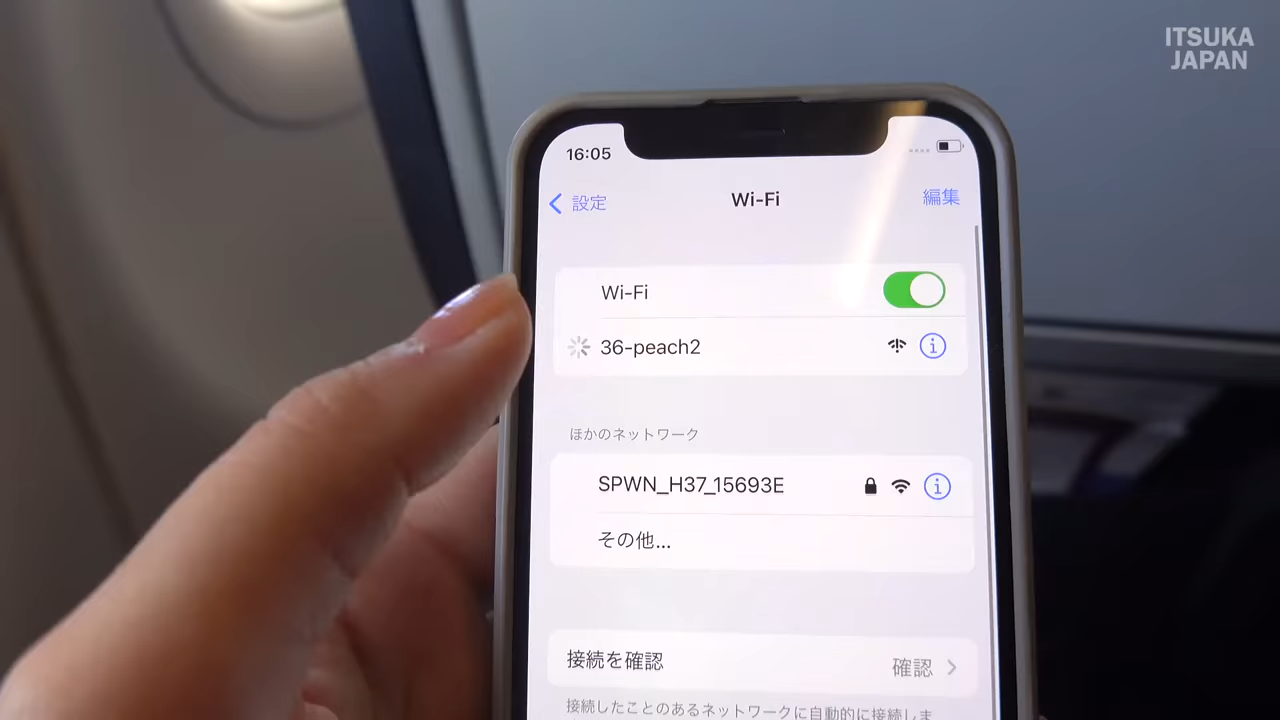 ITSUKA
JAPAN
16:05
設定
Wi-Fi
編集
Wi-Fi
36-peach2
ほかのネットワーク
SPWN_H37_15693E
その他...
接続を確認
確認
接続したことのあるネットワークに自動的に接続しま